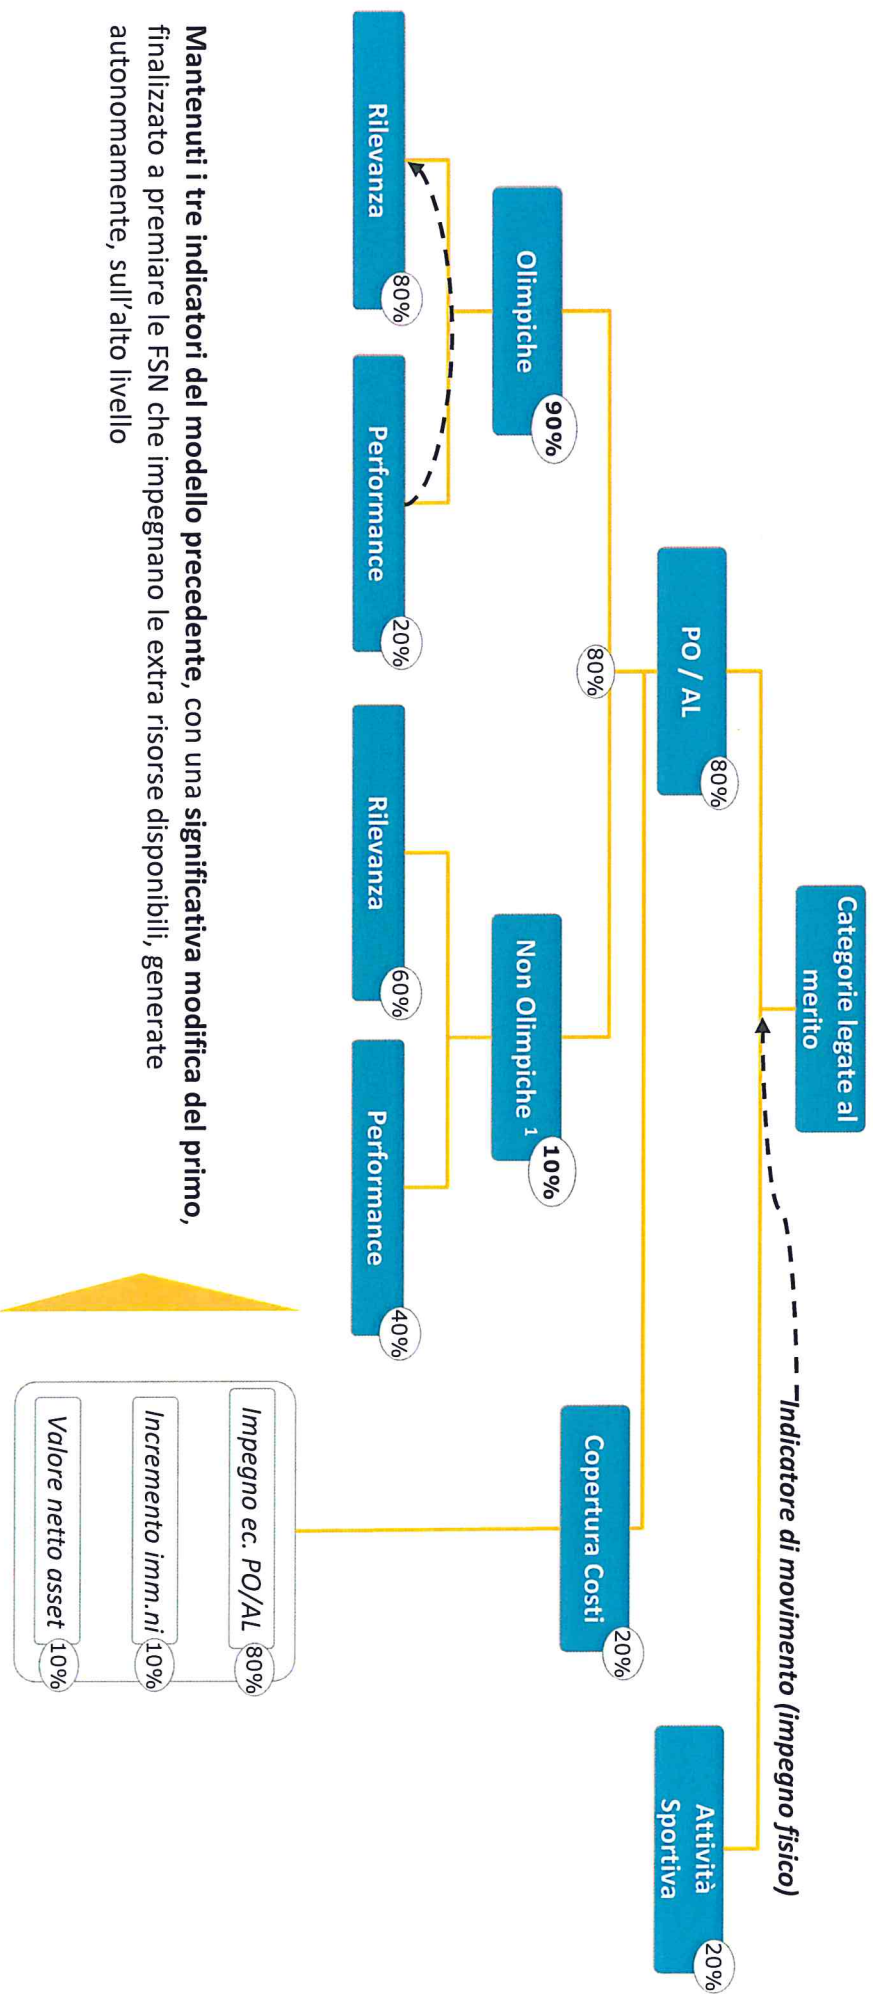 Categorie legate al
merito
Indicatore di movimento (impegno fisico)
PO / AL
80%
Attività
Sportiva
20%
80%
Copertura Costi
20%
Olimpiche
90%
Non Olimpiche ¹
10%
Rilevanza
80%
Performance
20%
Rilevanza
60%
Performance
40%
Impegno ec. PO/AL
80%
Incremento imm.ni
10%
Valore netto asset
10%
Mantenuti i tre indicatori del modello precedente, con una significativa modifica del primo,
finalizzato a premiare le FSN che impegnano le extra risorse disponibili, generate
autonomamente, sull'alto livello